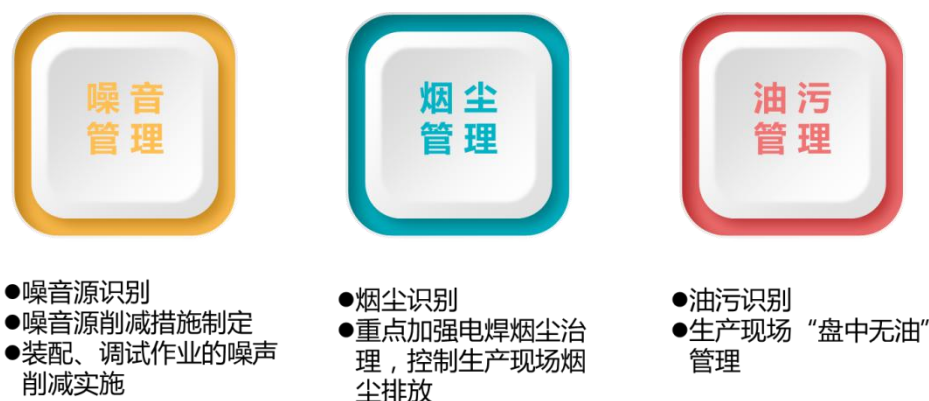 噪音
管理
烟尘
管理
油污
管理
●噪音源识别
●噪音源削减措施制定
●装配、调试作业的噪声
削减实施
●烟尘识别
●重点加强电焊烟尘治
理，控制生产现场烟
尘排放
●油污识别
●生产现场“盘中无油”
管理